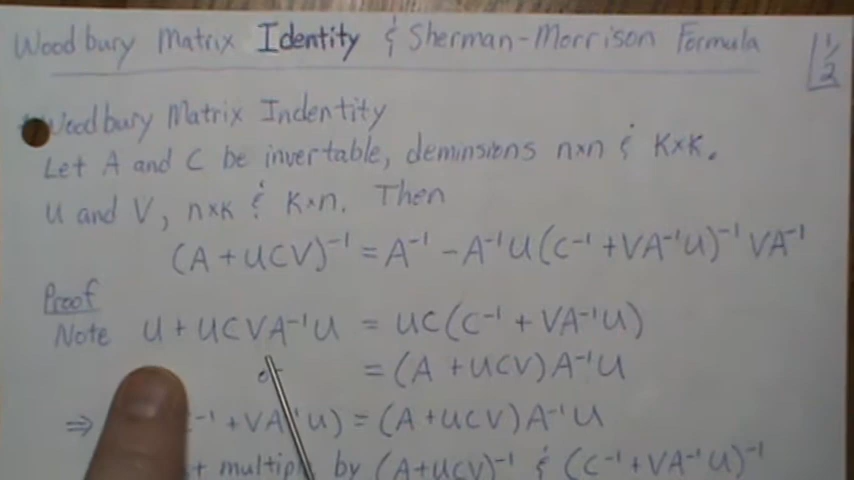 Woodbury Matrix Identity & Sherman-Morrison Formula
1/2
Woodbury Matrix Indentity
Let A and C be invertable, deminsions n×n & K×K.
U and V, n×K & K×n. Then
(A+UCV)⁻¹ = A⁻¹ - A⁻¹U(C⁻¹ + VA⁻¹U)⁻¹ VA⁻¹
Proof
Note U + UCVA⁻¹U = UC(C⁻¹ + VA⁻¹U)
= (A + UCV)A⁻¹U
⇒ ⁻¹ + VA⁻¹U) = (A + UCV)A⁻¹U
multiply by (A+UCV)⁻¹ & (C⁻¹+VA⁻¹U)⁻¹